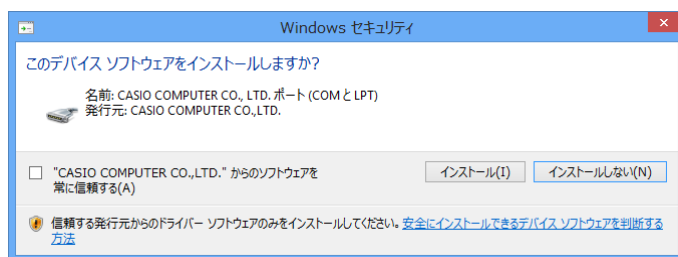 Windows セキュリティ
このデバイス ソフトウェアをインストールしますか?
名前: CASIO COMPUTER CO., LTD. ポート (COM と LPT)
発行元: CASIO COMPUTER CO.,LTD.
"CASIO COMPUTER CO.,LTD." からのソフトウェアを
常に信頼する(A)
インストール(I)
インストールしない(N)
信頼する発行元からのドライバー ソフトウェアのみをインストールしてください。安全にインストールできるデバイス ソフトウェアを判断する
方法